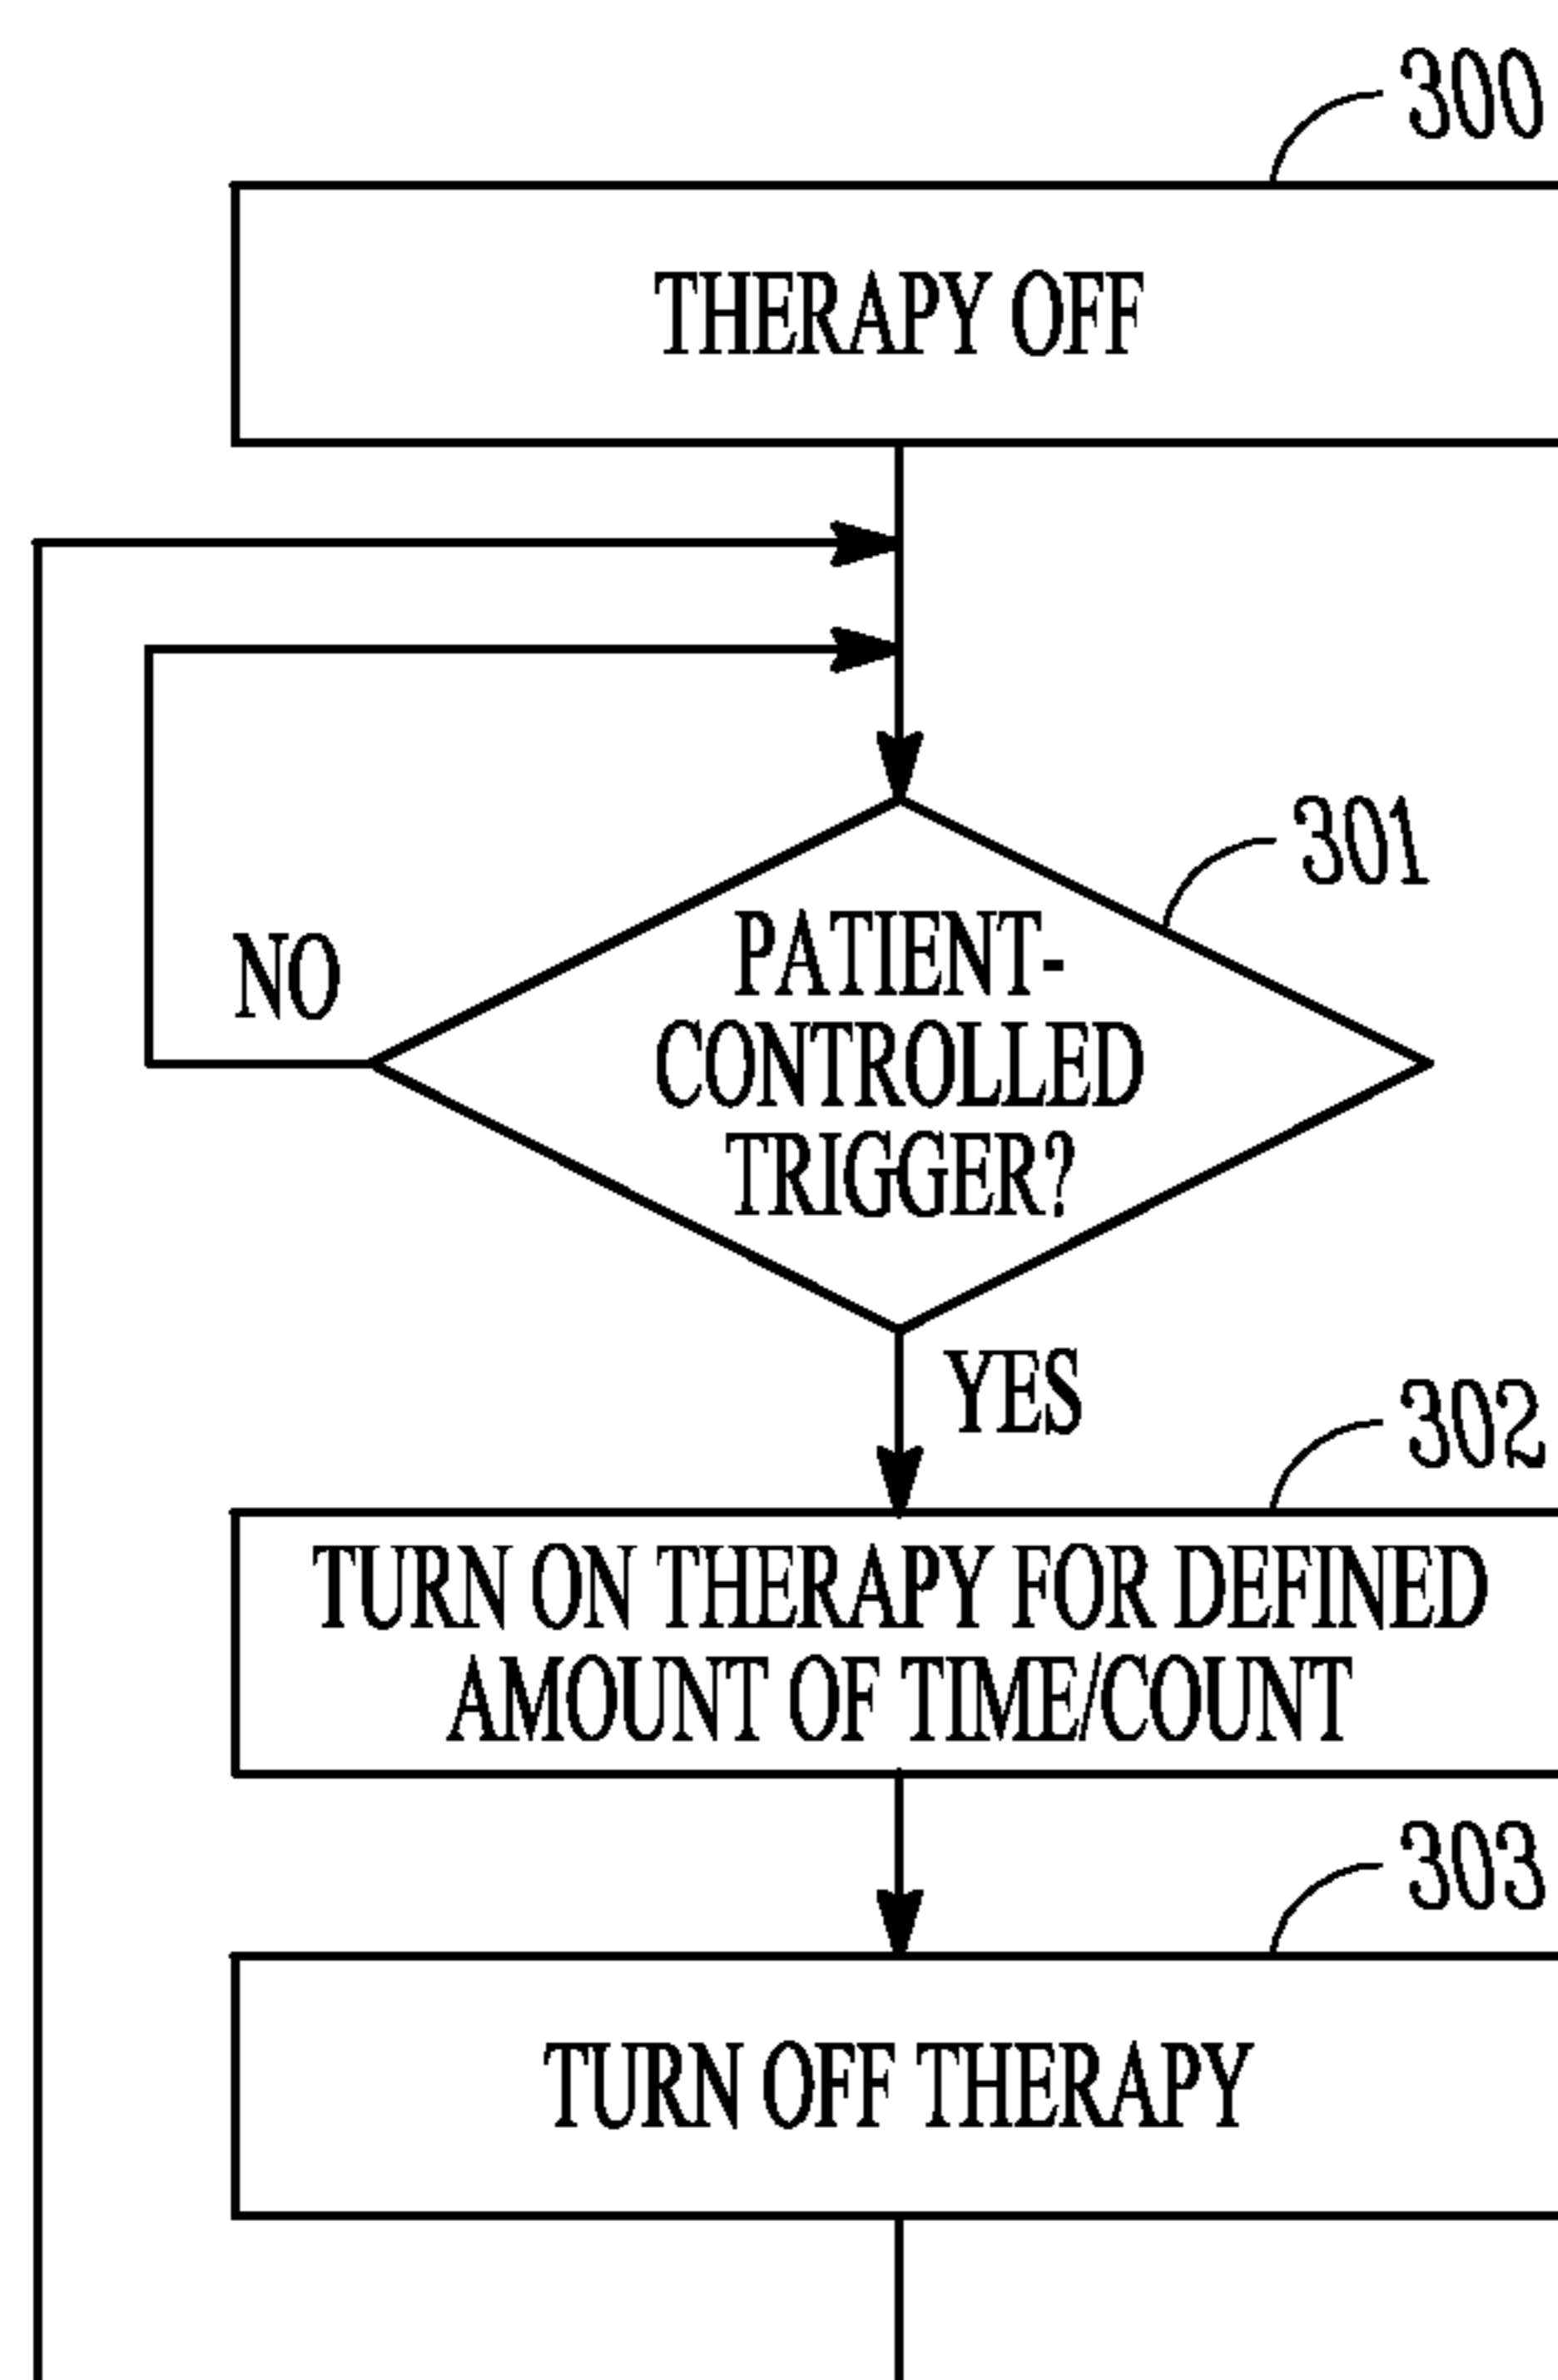 300
THERAPY OFF
301
PATIENT-
CONTROLLED
TRIGGER?
NO
YES
302
TURN ON THERAPY FOR DEFINED
AMOUNT OF TIME/COUNT
303
TURN OFF THERAPY